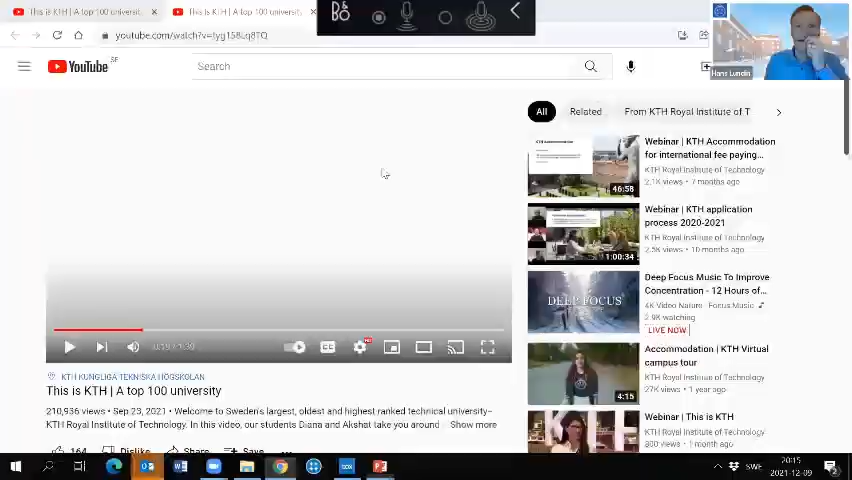 This is KTH | A top 100 universit
This is KTH | A top 100 universit
B&O
youtube.com/watch?v=
YouTube SE
Search
Hans Lundin
All
Related
From KTH Royal Institute of T
Webinar | KTH Accommodation
for international fee paying...
KTH Royal Institute of Technology
2.1K views • 7 months ago
46:58
Webinar | KTH application
process 2020-2021
KTH Royal Institute of Technology
2.5K views • 10 months ago
1:00:34
Deep Focus Music To Improve
Concentration - 12 Hours of...
4K Video Nature - Focus Music
2.9K watching
LIVE NOW
DEEP FOCUS
Accommodation | KTH Virtual
campus tour
KTH Royal Institute of Technology
27K views • 1 year ago
4:15
Webinar | This is KTH
KTH Royal Institute of Technology
800 views • 1 month ago
0:19 / 1:39
CC
HD
KTH KUNGLIGA TEKNISKA HÖGSKOLAN
This is KTH | A top 100 university
210,936 views • Sep 23, 2021 • Welcome to Sweden's largest, oldest and highest ranked technical university–
KTH Royal Institute of Technology. In this video, our students Diana and Akshat take you around
Show more
164
Dislike
Share
Save
SWE
20:15
2021-12-09